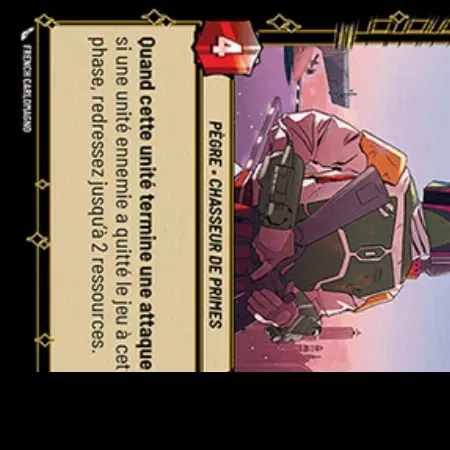 4
PÈGRE • CHASSEUR DE PRIMES
Quand cette unité termine une attaque
si une unité ennemie a quitté le jeu à cet
phase, redressez jusqu'à 2 ressources.
FRENCH CARLOMAGNO